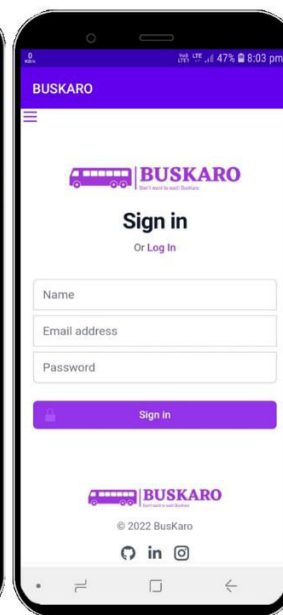 47% 8:03 pm
BUSKARO
BUSKARO
Sign in
Or Log In
Name
Email address
Password
Sign in
BUSKARO
© 2022 BusKaro
in